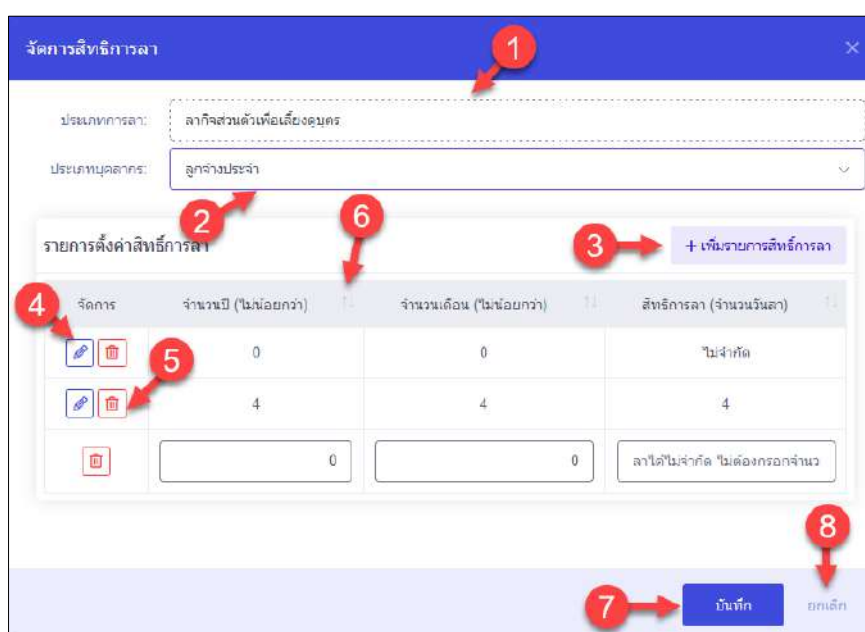 จัดการสิทธิการลา
1
ประเภทการลา: ลากิจส่วนตัวเพื่อเลี้ยงดูบุตร
ประเภทบุคลากร: ลูกจ้างประจำ
2
6
รายการตั้งค่าสิทธิ์การลา
3
+ เพิ่มรายการสิทธิ์การลา
4
จัดการ จำนวนปี (ไม่น้อยกว่า) จำนวนเดือน (ไม่น้อยกว่า) สิทธิการลา (จำนวนวันลา)
0 0 ไม่จำกัด
5
4 4 4
0 0 ลาได้ไม่จำกัด ไม่ต้องกรอกจำนว
8
7
บันทึก ยกเลิก